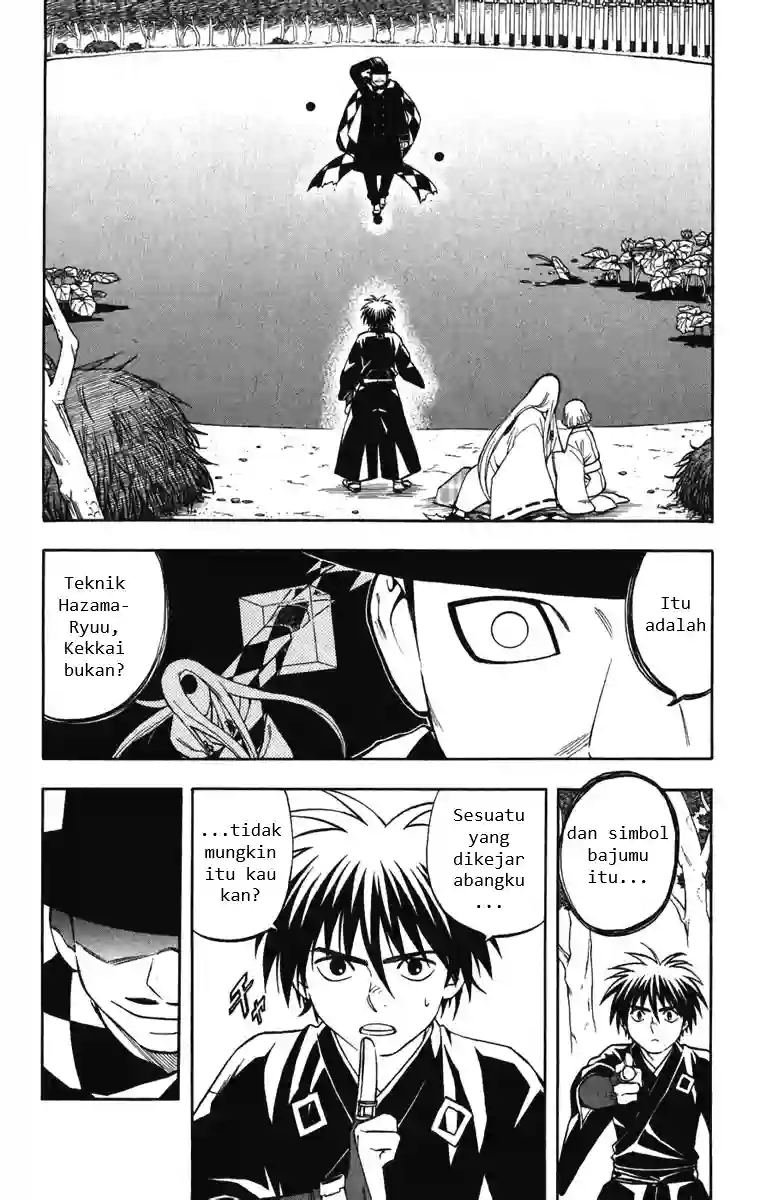 Itu
adalah
Teknik
Hazama-
Ryuu,
Kekkai
bukan?
dan simbol
bajumu
itu...
Sesuatu
yang
dikejar
abangku
...
...tidak
mungkin
itu kau
kan?